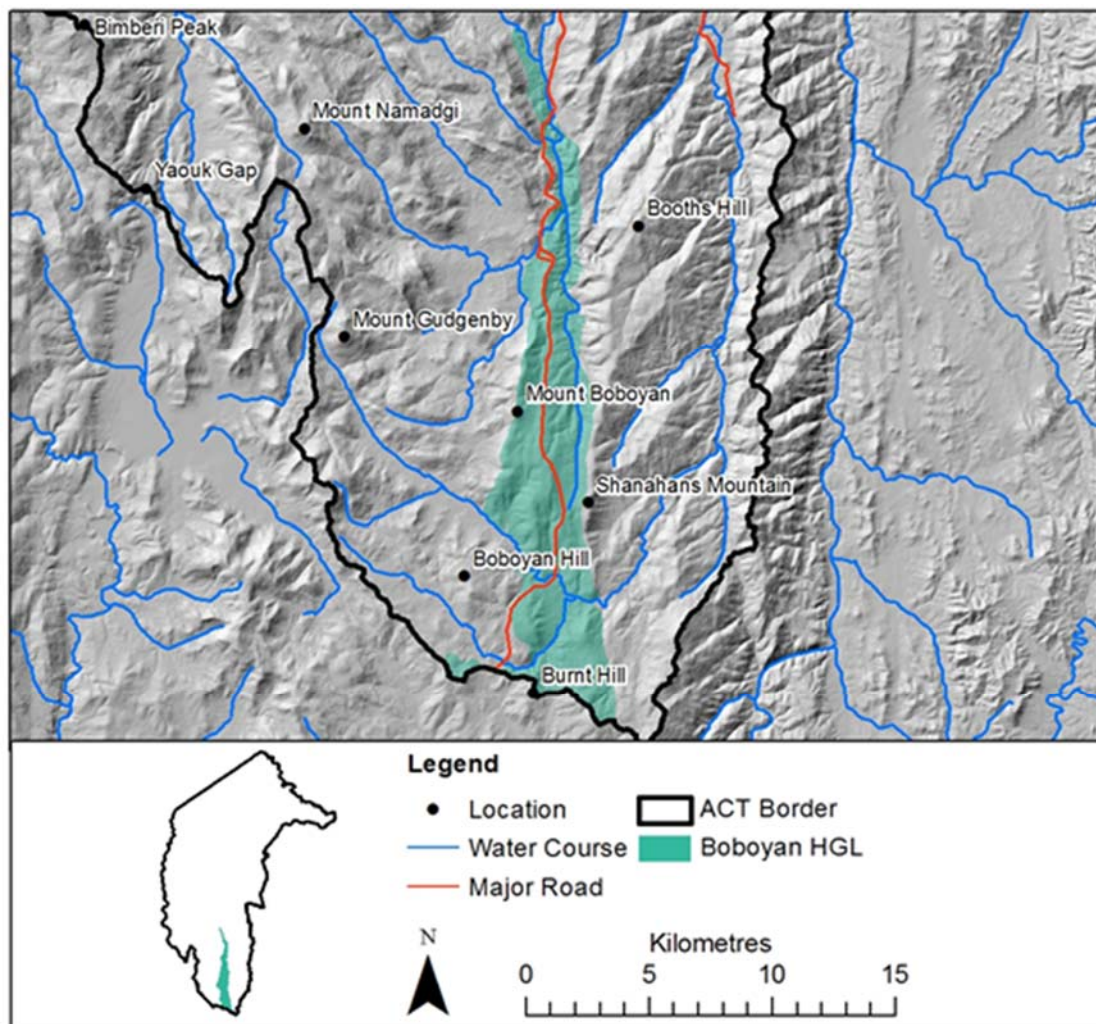 Bimberi Peak
Mount Namadgi
Yaouk Gap
Booths Hill
Mount Gudgenby
Mount Boboyan
Shanahans Mountain
Boboyan Hill
Burnt Hill
Legend
Location
ACT Border
Water Course
Boboyan HGL
Major Road
N
Kilometres
0 5 10 15